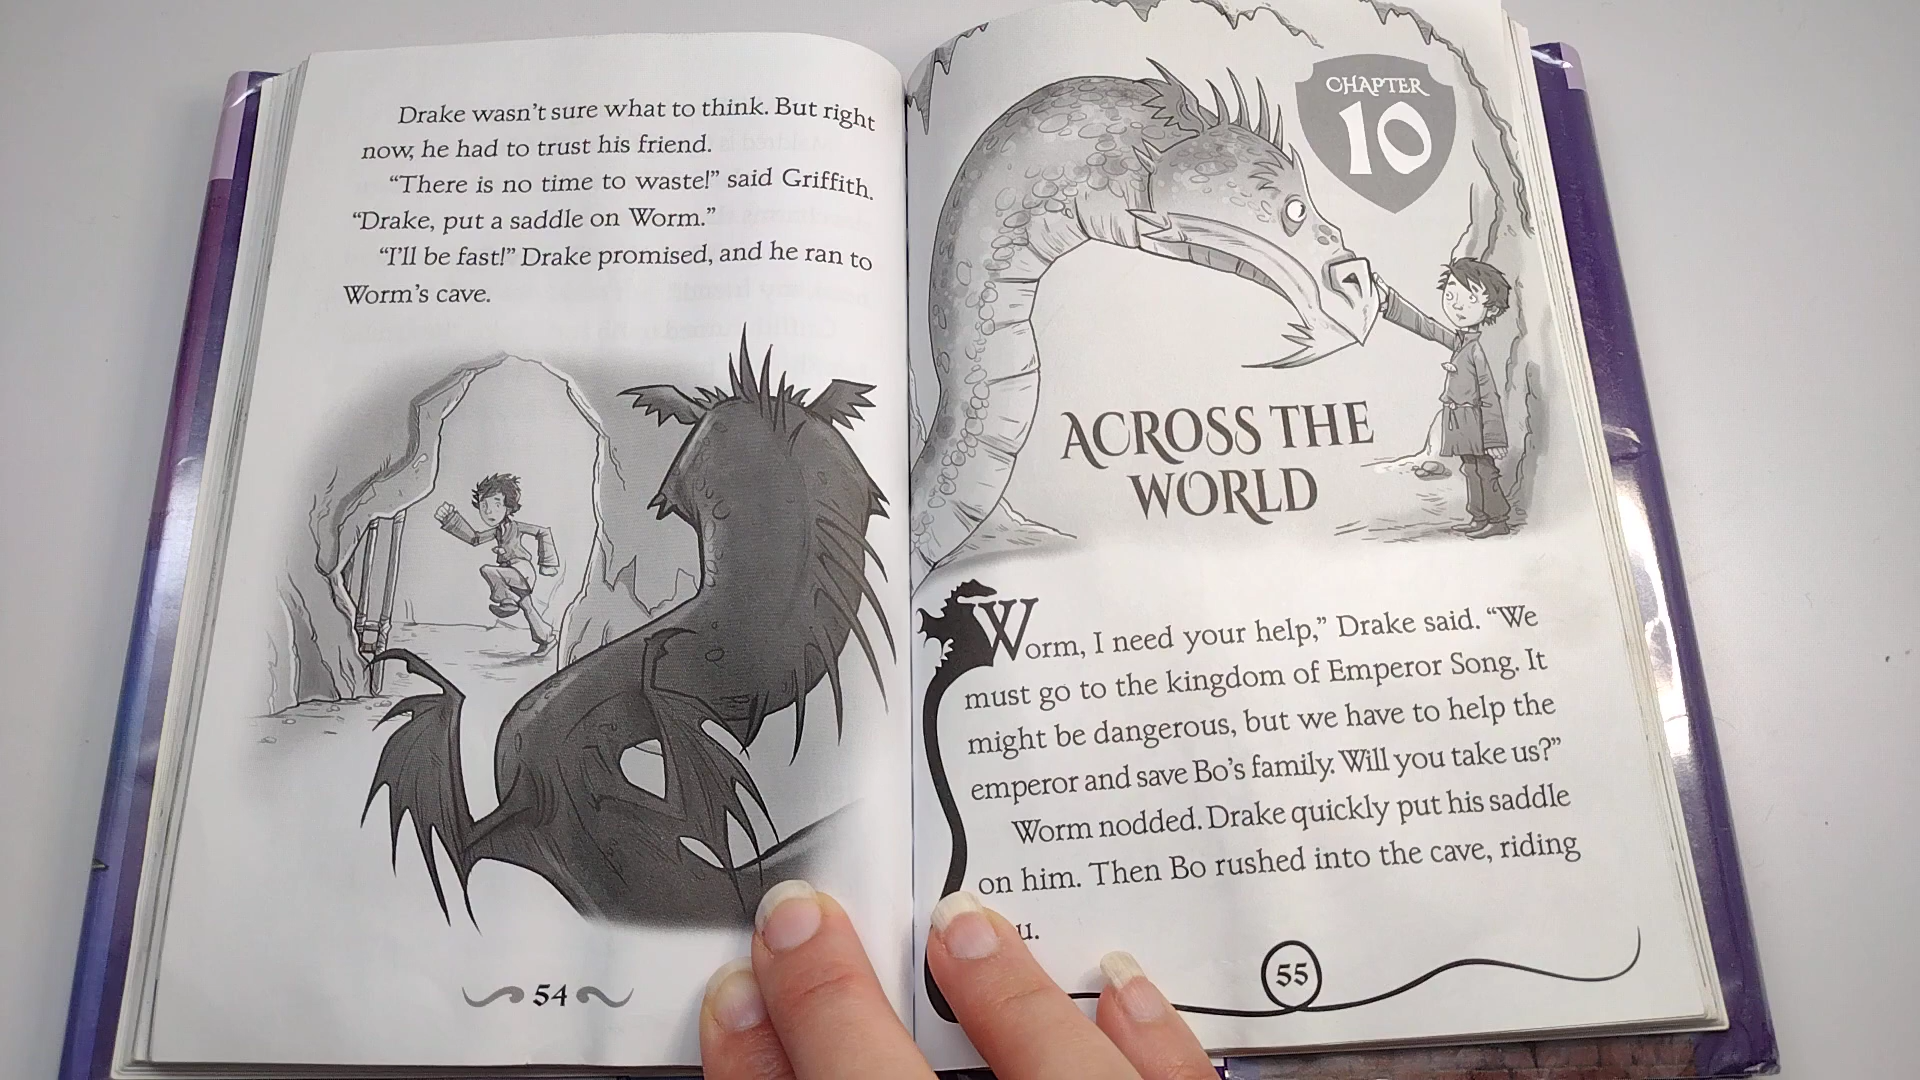 Drake wasn't sure what to think. But right
now, he had to trust his friend.
“There is no time to waste!” said Griffith.
“Drake, put a saddle on Worm.”
“I'll be fast!” Drake promised, and he ran to
Worm's cave.
54
CHAPTER
10
ACROSS THE
WORLD
Worm, I need your help,” Drake said. “We
must go to the kingdom of Emperor Song. It
might be dangerous, but we have to help the
emperor and save Bo's family. Will you take us?”
Worm nodded. Drake quickly put his saddle
on him. Then Bo rushed into the cave, riding
55